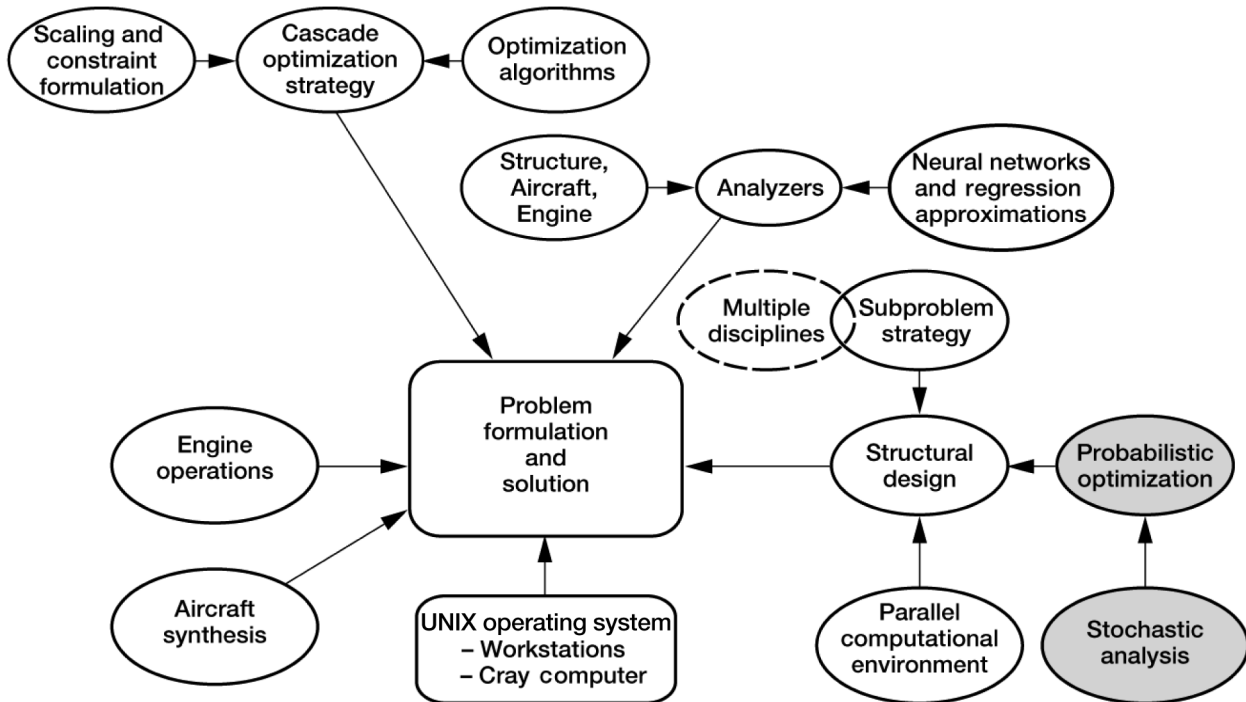 Scaling and
constraint
formulation
Cascade
optimization
strategy
Optimization
algorithms
Structure,
Aircraft,
Engine
Analyzers
Neural networks
and regression
approximations
Multiple
disciplines
Subproblem
strategy
Problem
formulation
and
solution
Engine
operations
Structural
design
Probabilistic
optimization
Aircraft
synthesis
UNIX operating system
– Workstations
– Cray computer
Parallel
computational
environment
Stochastic
analysis